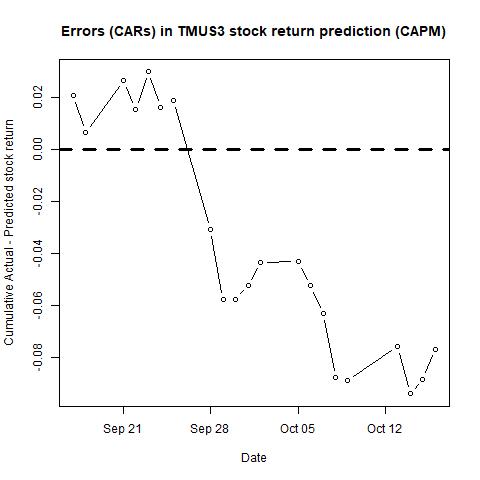 Errors (CARs) in TMUS3 stock return prediction (CAPM)
Cumulative Actual - Predicted stock return
0.02
0.00
-0.02
-0.04
-0.06
-0.08
Sep 21
Sep 28
Oct 05
Oct 12
Date